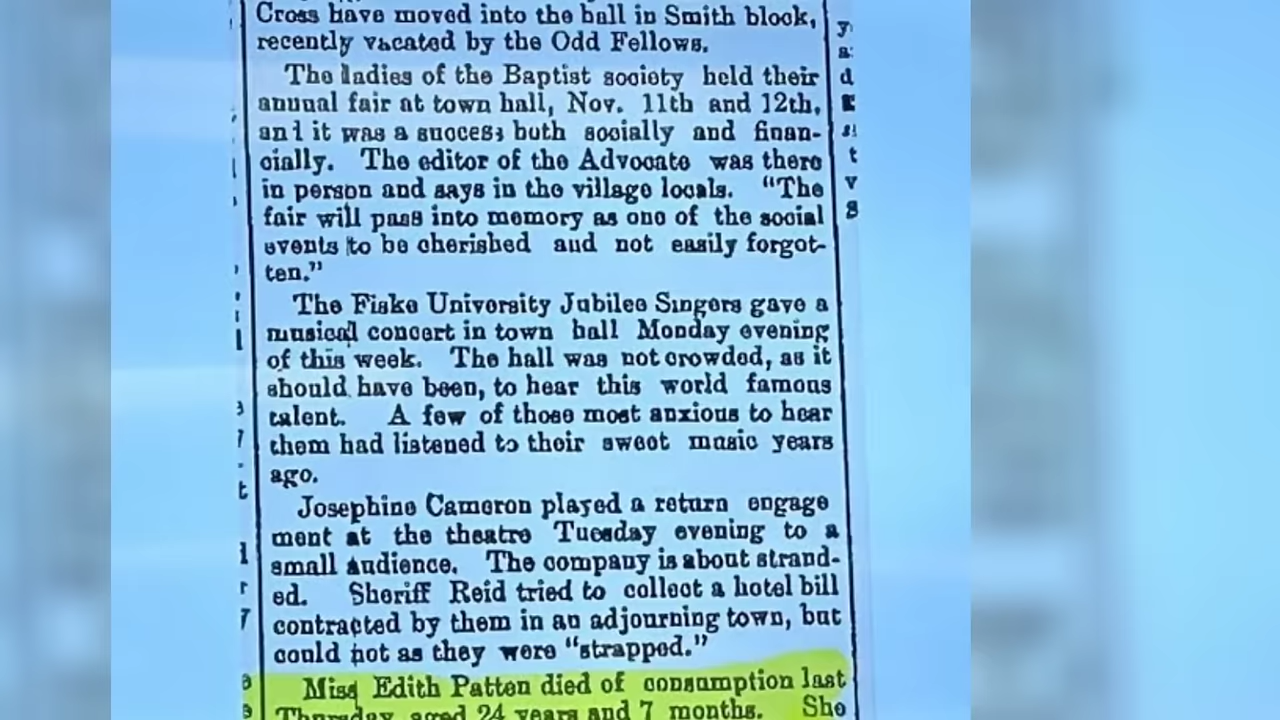 Cross have moved into the hall in Smith block,
recently vacated by the Odd Fellows.
The ladies of the Baptist society held their
annual fair at town hall, Nov. 11th and 12th,
and it was a success both socially and finan-
cially. The editor of the Advocate was there
in person and says in the village locals. “The
fair will pass into memory as one of the social
events to be cherished and not easily forgot-
ten.”
The Fiske University Jubilee Singers gave a
musical concert in town hall Monday evening
of this week. The hall was not crowded, as it
should have been, to hear this world famous
talent. A few of those most anxious to hear
them had listened to their sweet music years
ago.
Josephine Cameron played a return engage
ment at the theatre Tuesday evening to a
small audience. The company is about strand-
ed. Sheriff Reid tried to collect a hotel bill
contracted by them in an adjourning town, but
could not as they were “strapped.”
Miss Edith Patten died of consumption last
Thursday, aged 24 years and 7 months. She